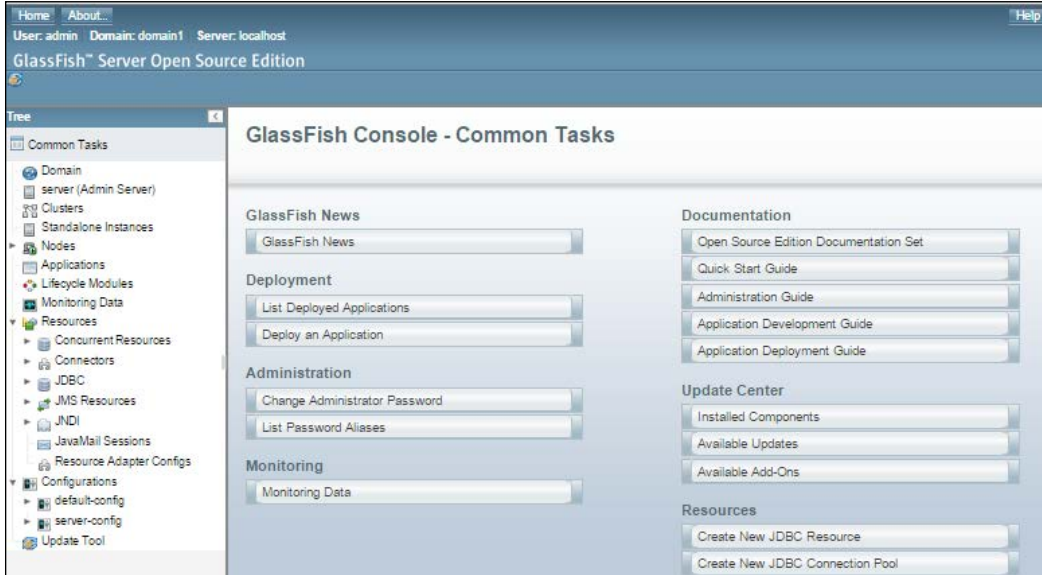 Home About...
Help
User: admin Domain: domain1 Server: localhost
GlassFish™ Server Open Source Edition
Tree
Common Tasks
Domain
server (Admin Server)
Clusters
Standalone Instances
Nodes
Applications
Lifecycle Modules
Monitoring Data
Resources
Concurrent Resources
Connectors
JDBC
JMS Resources
JNDI
JavaMail Sessions
Resource Adapter Configs
Configurations
default-config
server-config
Update Tool
GlassFish Console - Common Tasks
GlassFish News
GlassFish News
Deployment
List Deployed Applications
Deploy an Application
Administration
Change Administrator Password
List Password Aliases
Monitoring
Monitoring Data
Documentation
Open Source Edition Documentation Set
Quick Start Guide
Administration Guide
Application Development Guide
Application Deployment Guide
Update Center
Installed Components
Available Updates
Available Add-Ons
Resources
Create New JDBC Resource
Create New JDBC Connection Pool